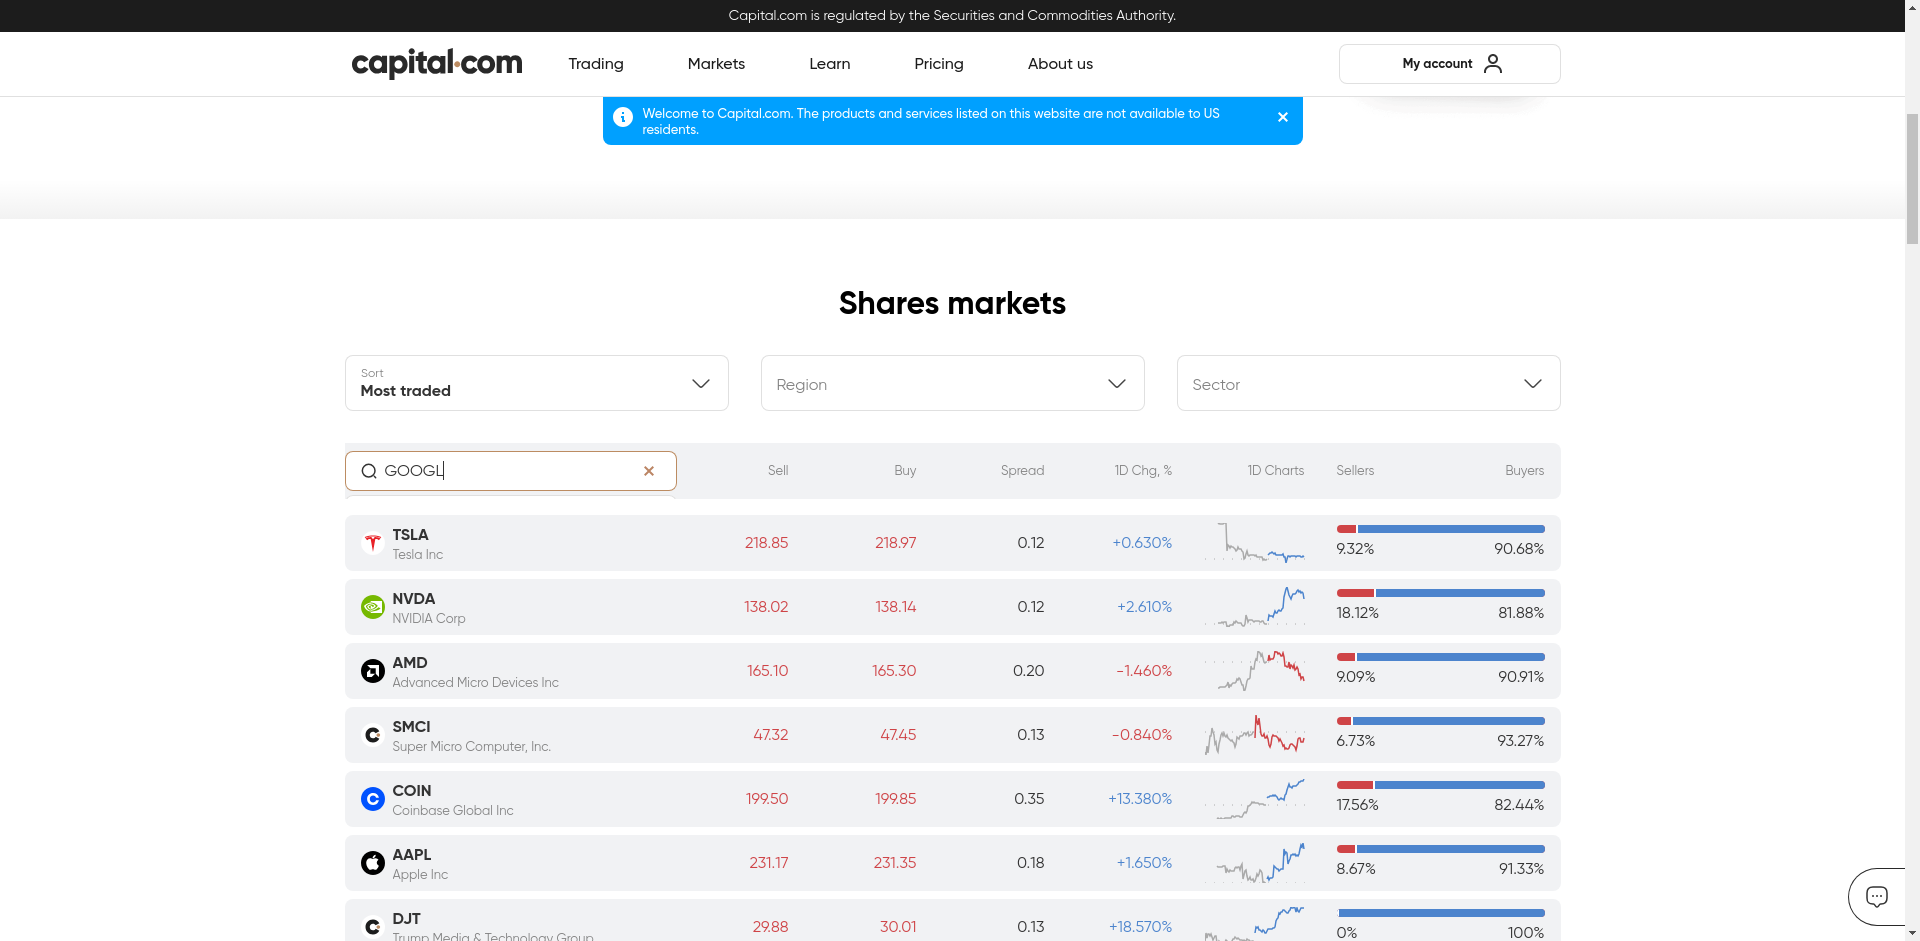 Capital.com is regulated by the Securities and Commodities Authority.
capital.com
Trading
Markets
Learn
Pricing
About us
My account
Welcome to Capital.com. The products and services listed on this website are not available to US
residents.
Shares markets
Sort
Most traded
Region
Sector
GOOGL
Sell Buy Spread 1D Chg, % 1D Charts Sellers Buyers
TSLA
Tesla Inc
218.85 218.97 0.12 +0.630%
9.32% 90.68%
NVDA
NVIDIA Corp
138.02 138.14 0.12 +2.610%
18.12% 81.88%
AMD
Advanced Micro Devices Inc
165.10 165.30 0.20 -1.460%
9.09% 90.91%
SMCI
Super Micro Computer, Inc.
47.32 47.45 0.13 -0.840%
6.73% 93.27%
COIN
Coinbase Global Inc
199.50 199.85 0.35 +13.380%
17.56% 82.44%
AAPL
Apple Inc
231.17 231.35 0.18 +1.650%
8.67% 91.33%
DJT
Trump Media & Technology Group
29.88 30.01 0.13 +18.570%
0% 100%